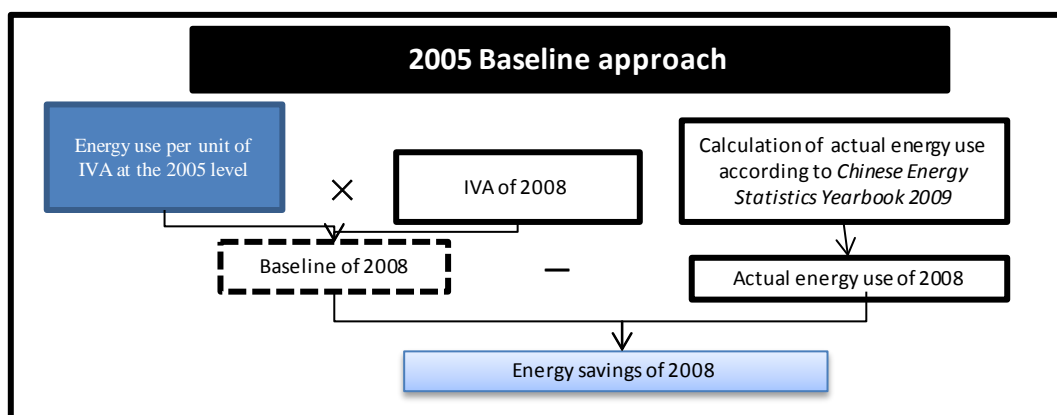 2005 Baseline approach
Energy use per unit of
IVA at the 2005 level
×
IVA of 2008
Calculation of actual energy use
according to Chinese Energy
Statistics Yearbook 2009
Baseline of 2008
—
Actual energy use of 2008
Energy savings of 2008